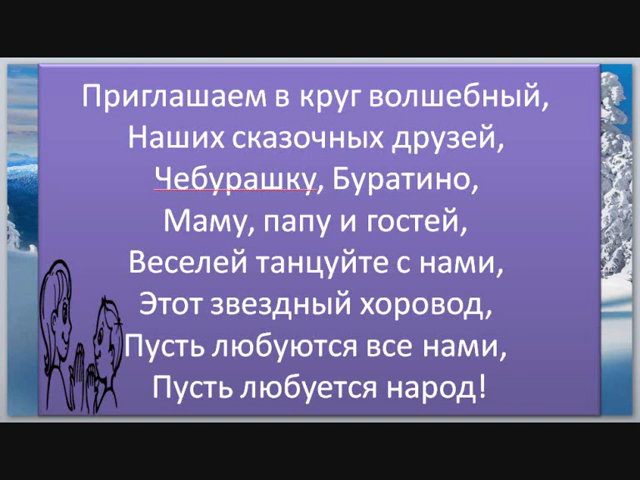 Приглашаем в круг волшебный,
Наших сказочных друзей,
Чебурашку, Буратино,
Маму, папу и гостей,
Веселей танцуйте с нами,
Этот звездный хоровод,
Пусть любуются все нами,
Пусть любуется народ!